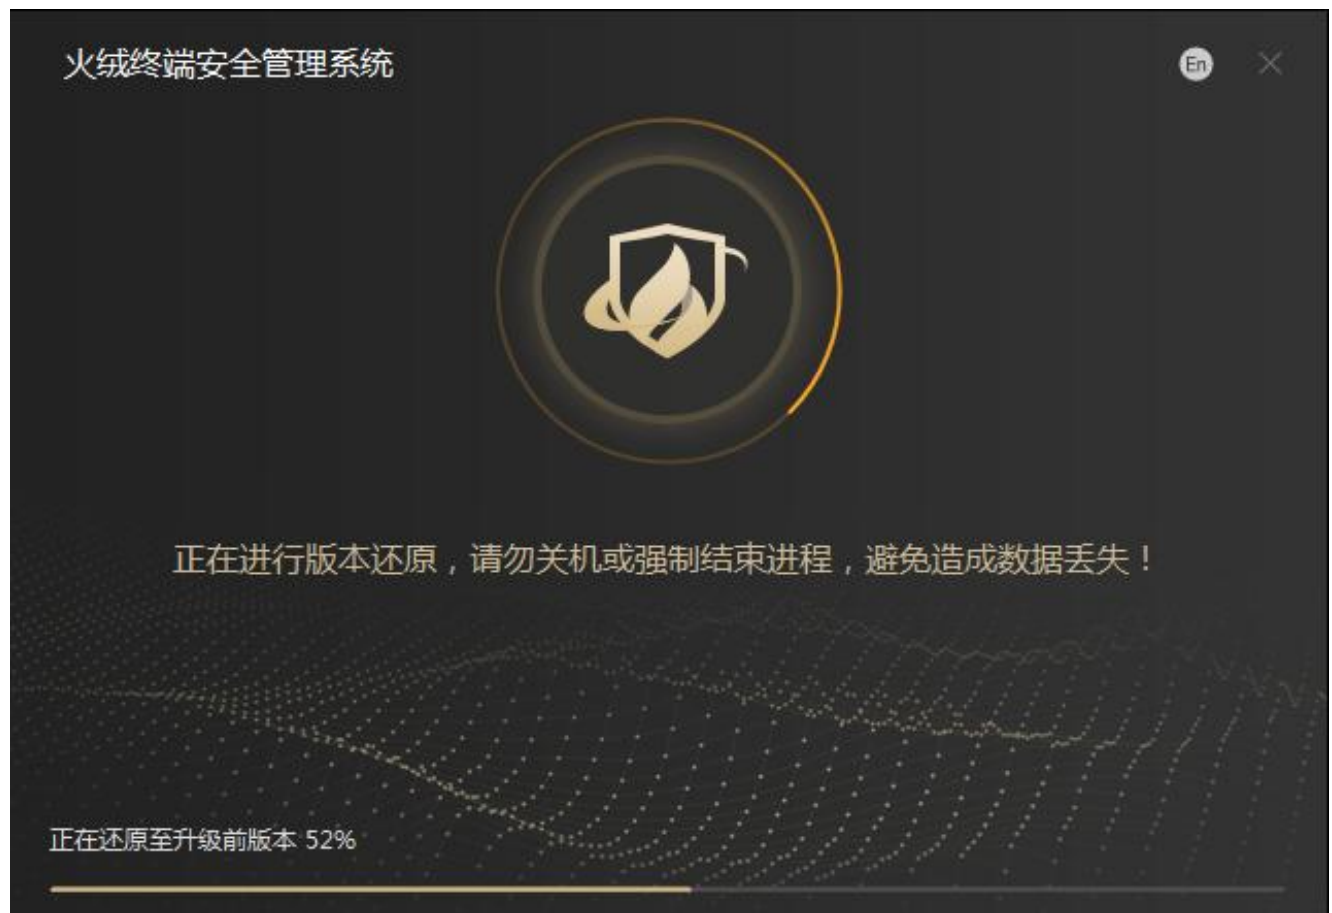 火绒终端安全管理系统
En
正在进行版本还原，请勿关机或强制结束进程，避免造成数据丢失！
正在还原至升级前版本 52%